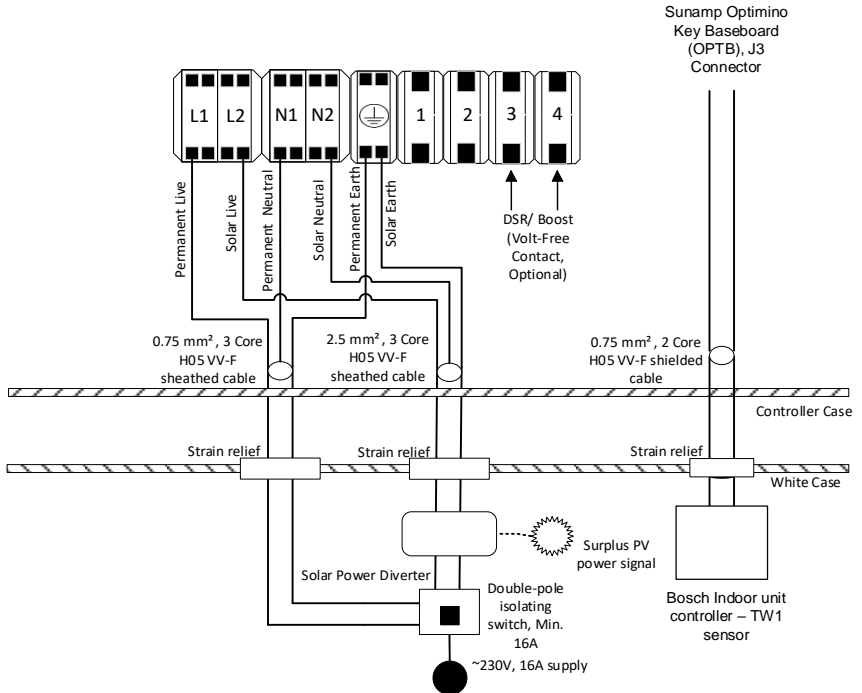 Sunamp Optimino
Key Baseboard
(OPTB), J3
Connector
L1
L2
N1
N2
1
2
3
4
Permanent Live
Solar Live
Permanent Neutral
Solar Neutral
Permanent Earth
Solar Earth
DSR/ Boost
(Volt-Free
Contact,
Optional)
0.75 mm² , 3 Core
H05 VV-F
sheathed cable
2.5 mm² , 3 Core
H05 VV-F
sheathed cable
0.75 mm² , 2 Core
H05 VV-F shielded
cable
Controller Case
Strain relief
Strain relief
Strain relief
White Case
Surplus PV
power signal
Solar Power Diverter
Double-pole
isolating
switch, Min.
16A
~230V, 16A supply
Bosch Indoor unit
controller – TW1
sensor